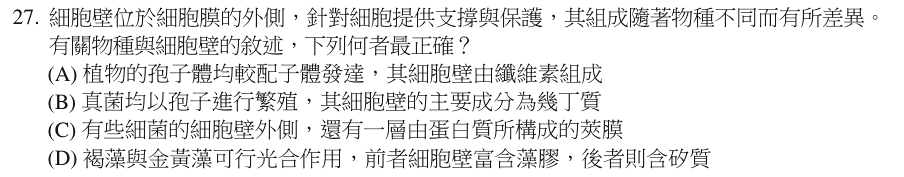 27. 細胞壁位於細胞膜的外側，針對細胞提供支撐與保護，其組成隨著物種不同而有所差異。
有關物種與細胞壁的敘述，下列何者最正確？
(A) 植物的孢子體均較配子體發達，其細胞壁由纖維素組成
(B) 真菌均以孢子進行繁殖，其細胞壁的主要成分為幾丁質
(C) 有些細菌的細胞壁外側，還有一層由蛋白質所構成的莢膜
(D) 褐藻與金黃藻可行光合作用，前者細胞壁富含藻膠，後者則含矽質